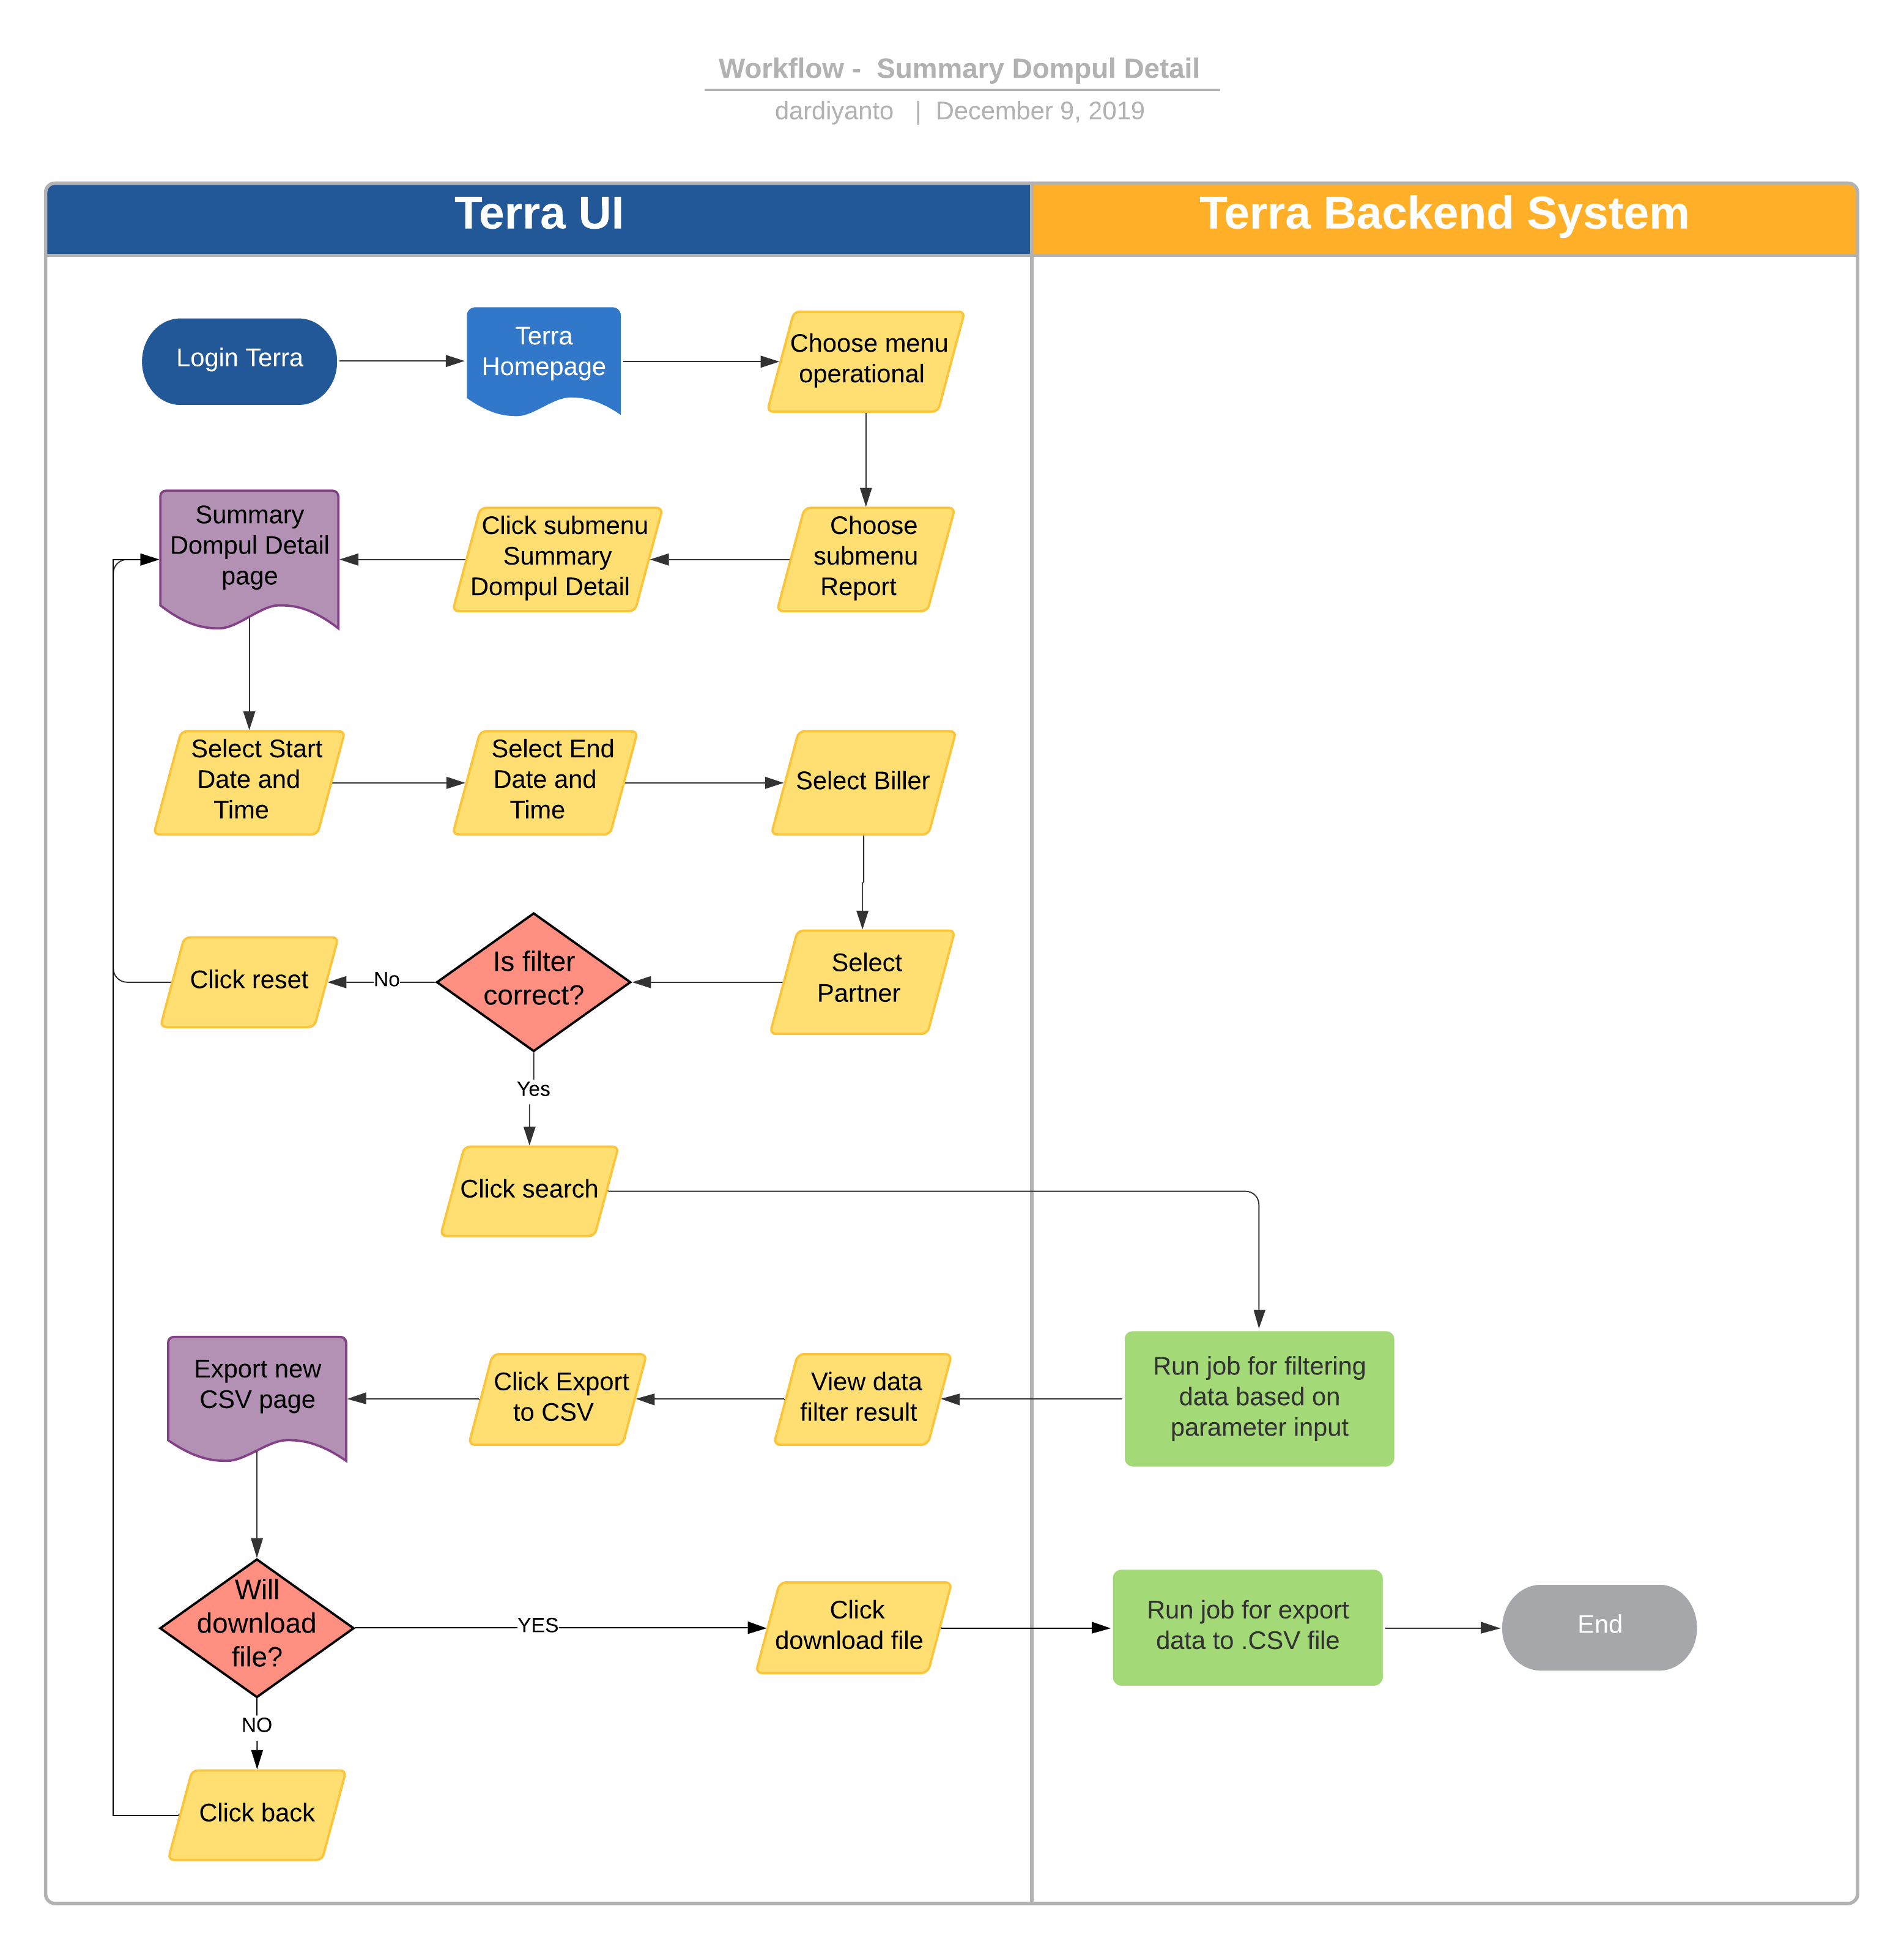 Workflow -  Summary Dompul Detail
dardiyanto   |  December 9, 2019
Terra UI
Terra Backend System
Login Terra
Terra
Homepage
Choose menu
operational
Summary
Dompul Detail
page
Click submenu
Summary
Dompul Detail
Choose
submenu
Report
Select Start
Date and
Time
Select End
Date and
Time
Select Biller
Click reset
No
Is filter
correct?
Select
Partner
Yes
Click search
Export new
CSV page
Click Export
to CSV
View data
filter result
Run job for filtering
data based on
parameter input
Will
download
file?
YES
Click
download file
Run job for export
data to .CSV file
End
NO
Click back